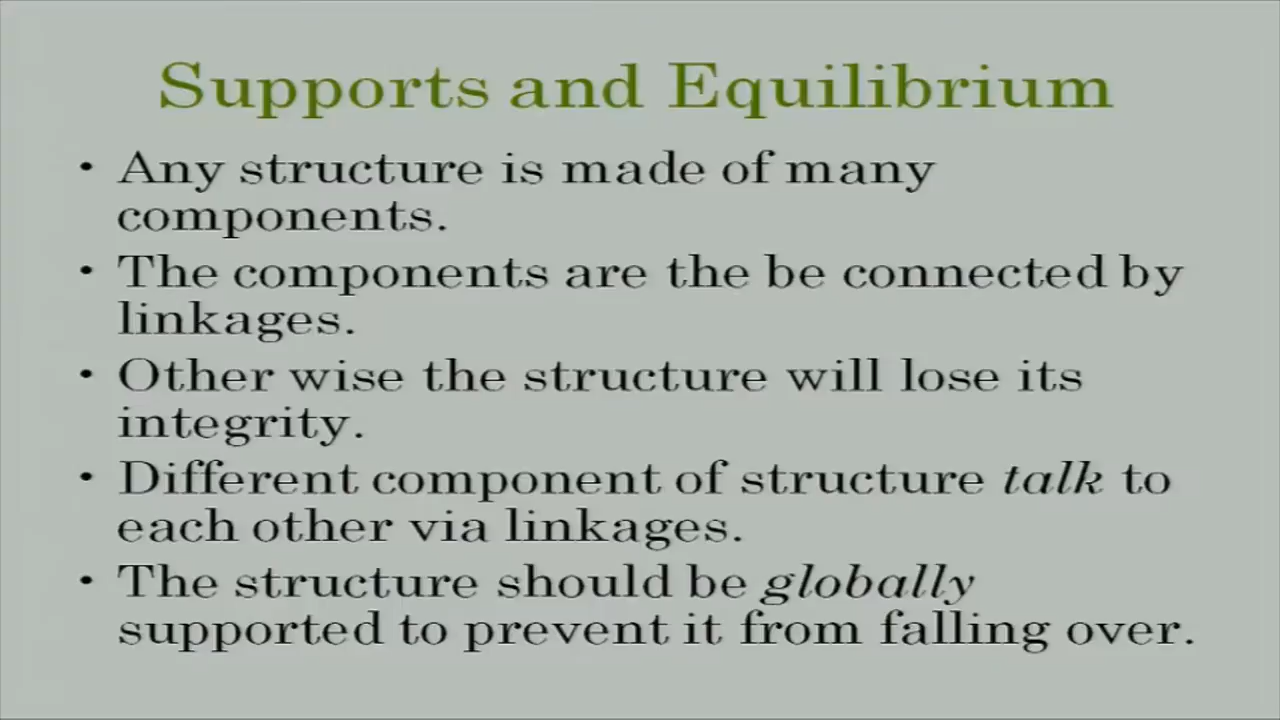 Supports and Equilibrium
• Any structure is made of many
components.
• The components are the be connected by
linkages.
• Other wise the structure will lose its
integrity.
• Different component of structure talk to
each other via linkages.
• The structure should be globally
supported to prevent it from falling over.